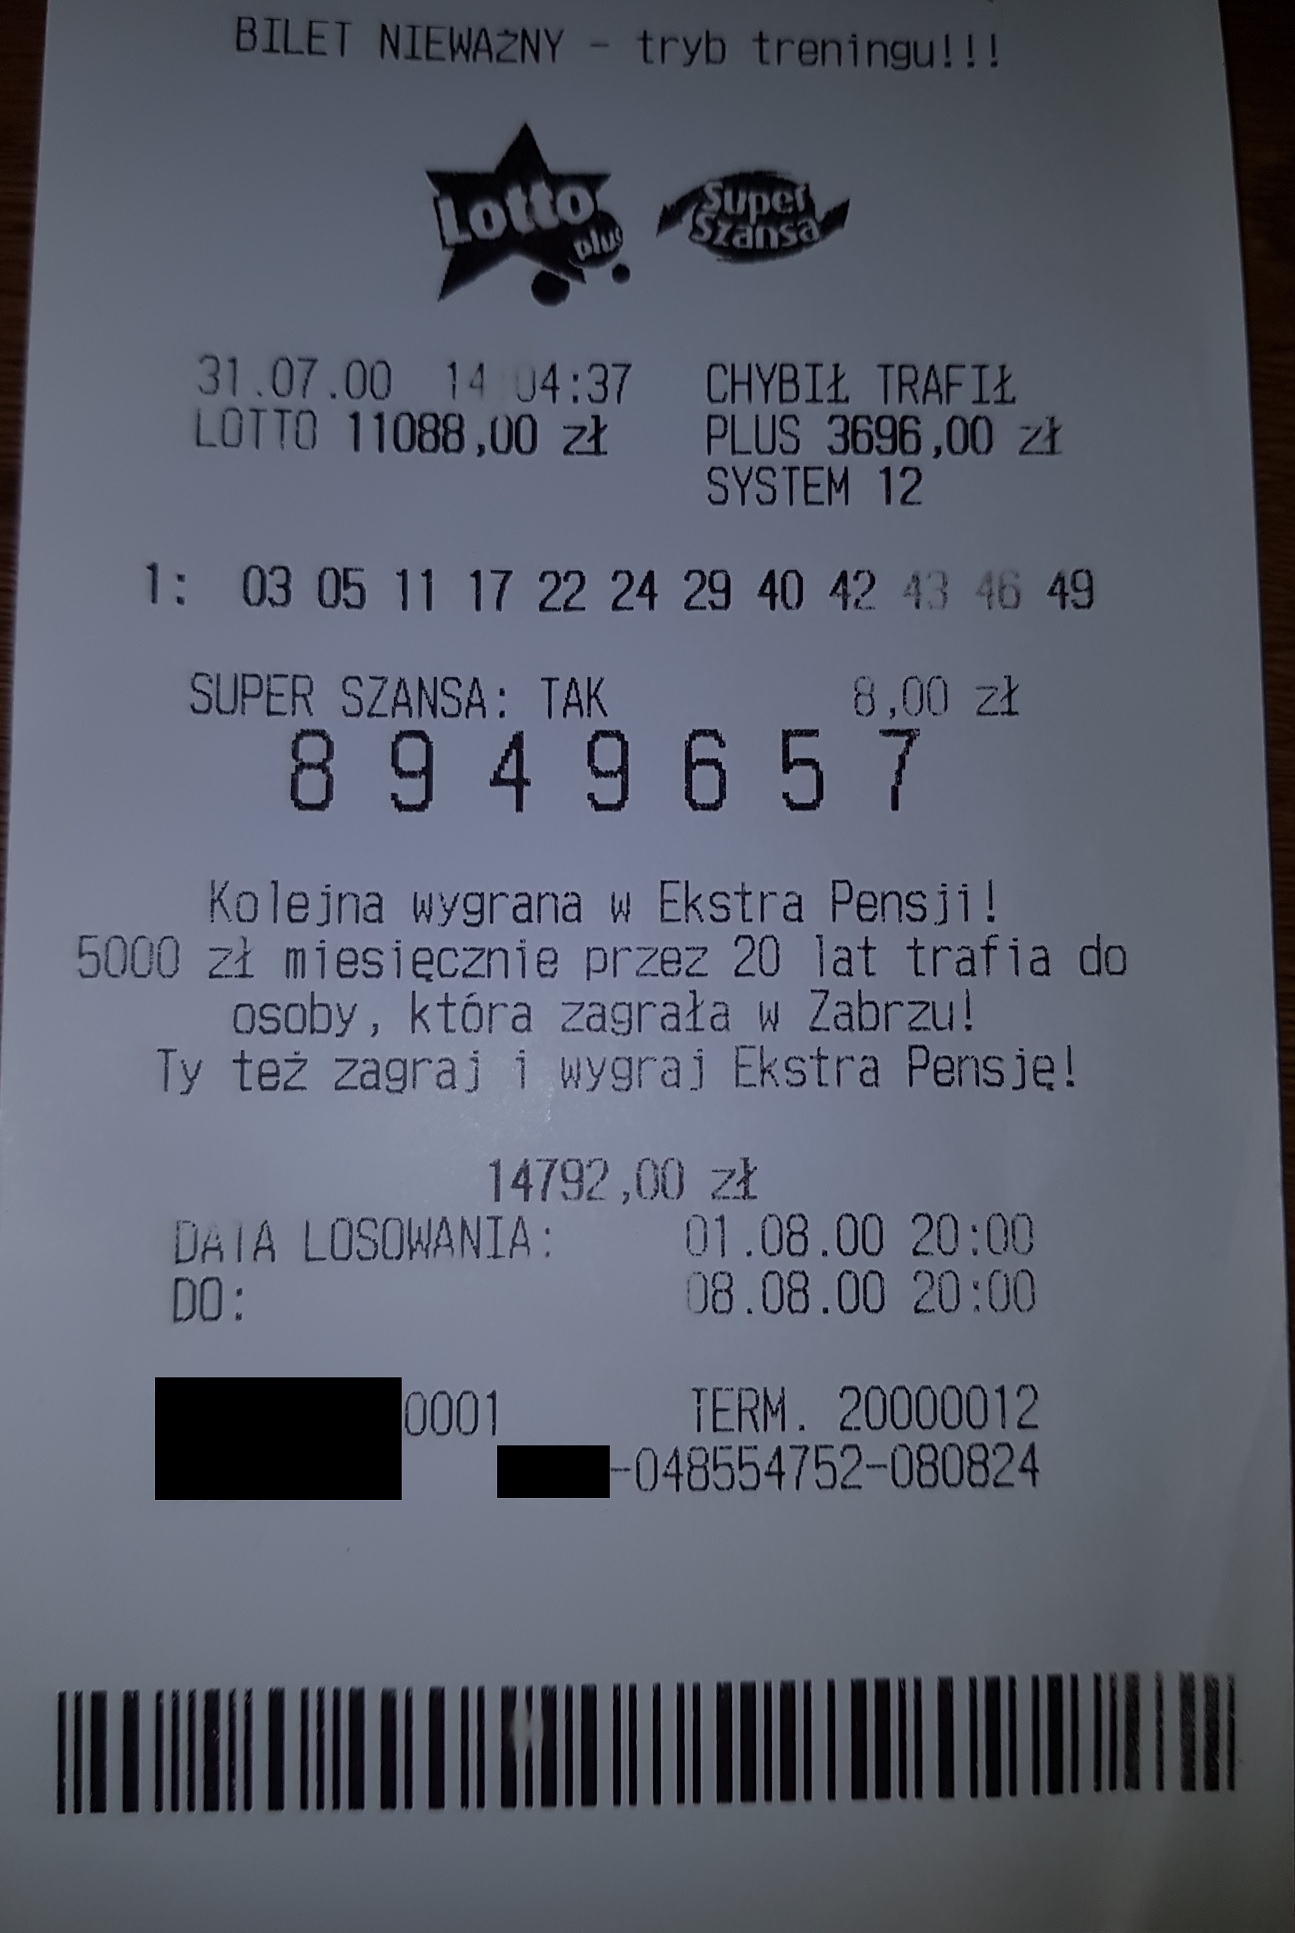 BILET NIEWAŻNY - tryb treningu!!!
Lotto plus
Super Szansa
31.07.00 14 04:37 CHYBIŁ TRAFIŁ
LOTTO 11088,00 zł PLUS 3696,00 zł
SYSTEM 12
1: 03 05 11 17 22 24 29 40 42 43 46 49
SUPER SZANSA: TAK 8,00 zł
8 9 4 9 6 5 7
Kolejna wygrana w Ekstra Pensji!
5000 zł miesięcznie przez 20 lat trafia do
osoby, która zagrała w Zabrzu!
Ty też zagraj i wygraj Ekstra Pensję!
14792,00 zł
DATA LOSOWANIA: 01.08.00 20:00
DO: 08.08.00 20:00
0001 TERM. 20000012
-048554752-080824